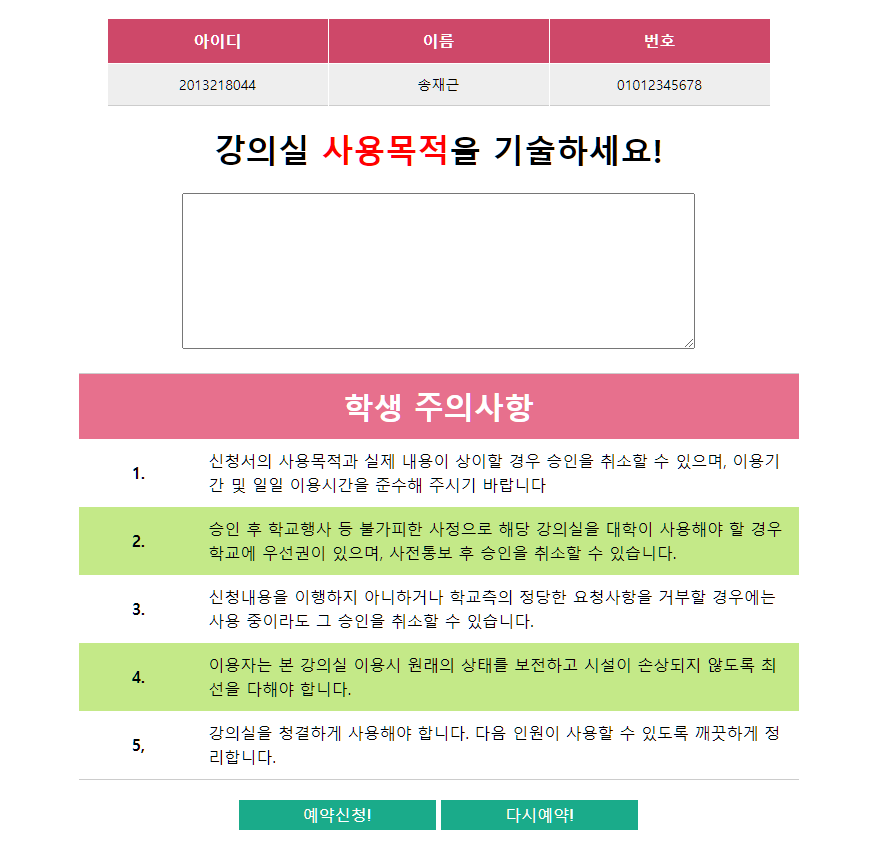 아이디 이름 번호
2013218044 송재근 01012345678
강의실 사용목적을 기술하세요!
학생 주의사항
1. 신청서의 사용목적과 실제 내용이 상이할 경우 승인을 취소할 수 있으며, 이용기
간 및 일일 이용시간을 준수해 주시기 바랍니다
2. 승인 후 학교행사 등 불가피한 사정으로 해당 강의실을 대학이 사용해야 할 경우
학교에 우선권이 있으며, 사전통보 후 승인을 취소할 수 있습니다.
3. 신청내용을 이행하지 아니하거나 학교측의 정당한 요청사항을 거부할 경우에는
사용 중이라도 그 승인을 취소할 수 있습니다.
4. 이용자는 본 강의실 이용시 원래의 상태를 보전하고 시설이 손상되지 않도록 최
선을 다해야 합니다.
5, 강의실을 청결하게 사용해야 합니다. 다음 인원이 사용할 수 있도록 깨끗하게 정
리합니다.
예약신청! 다시예약!